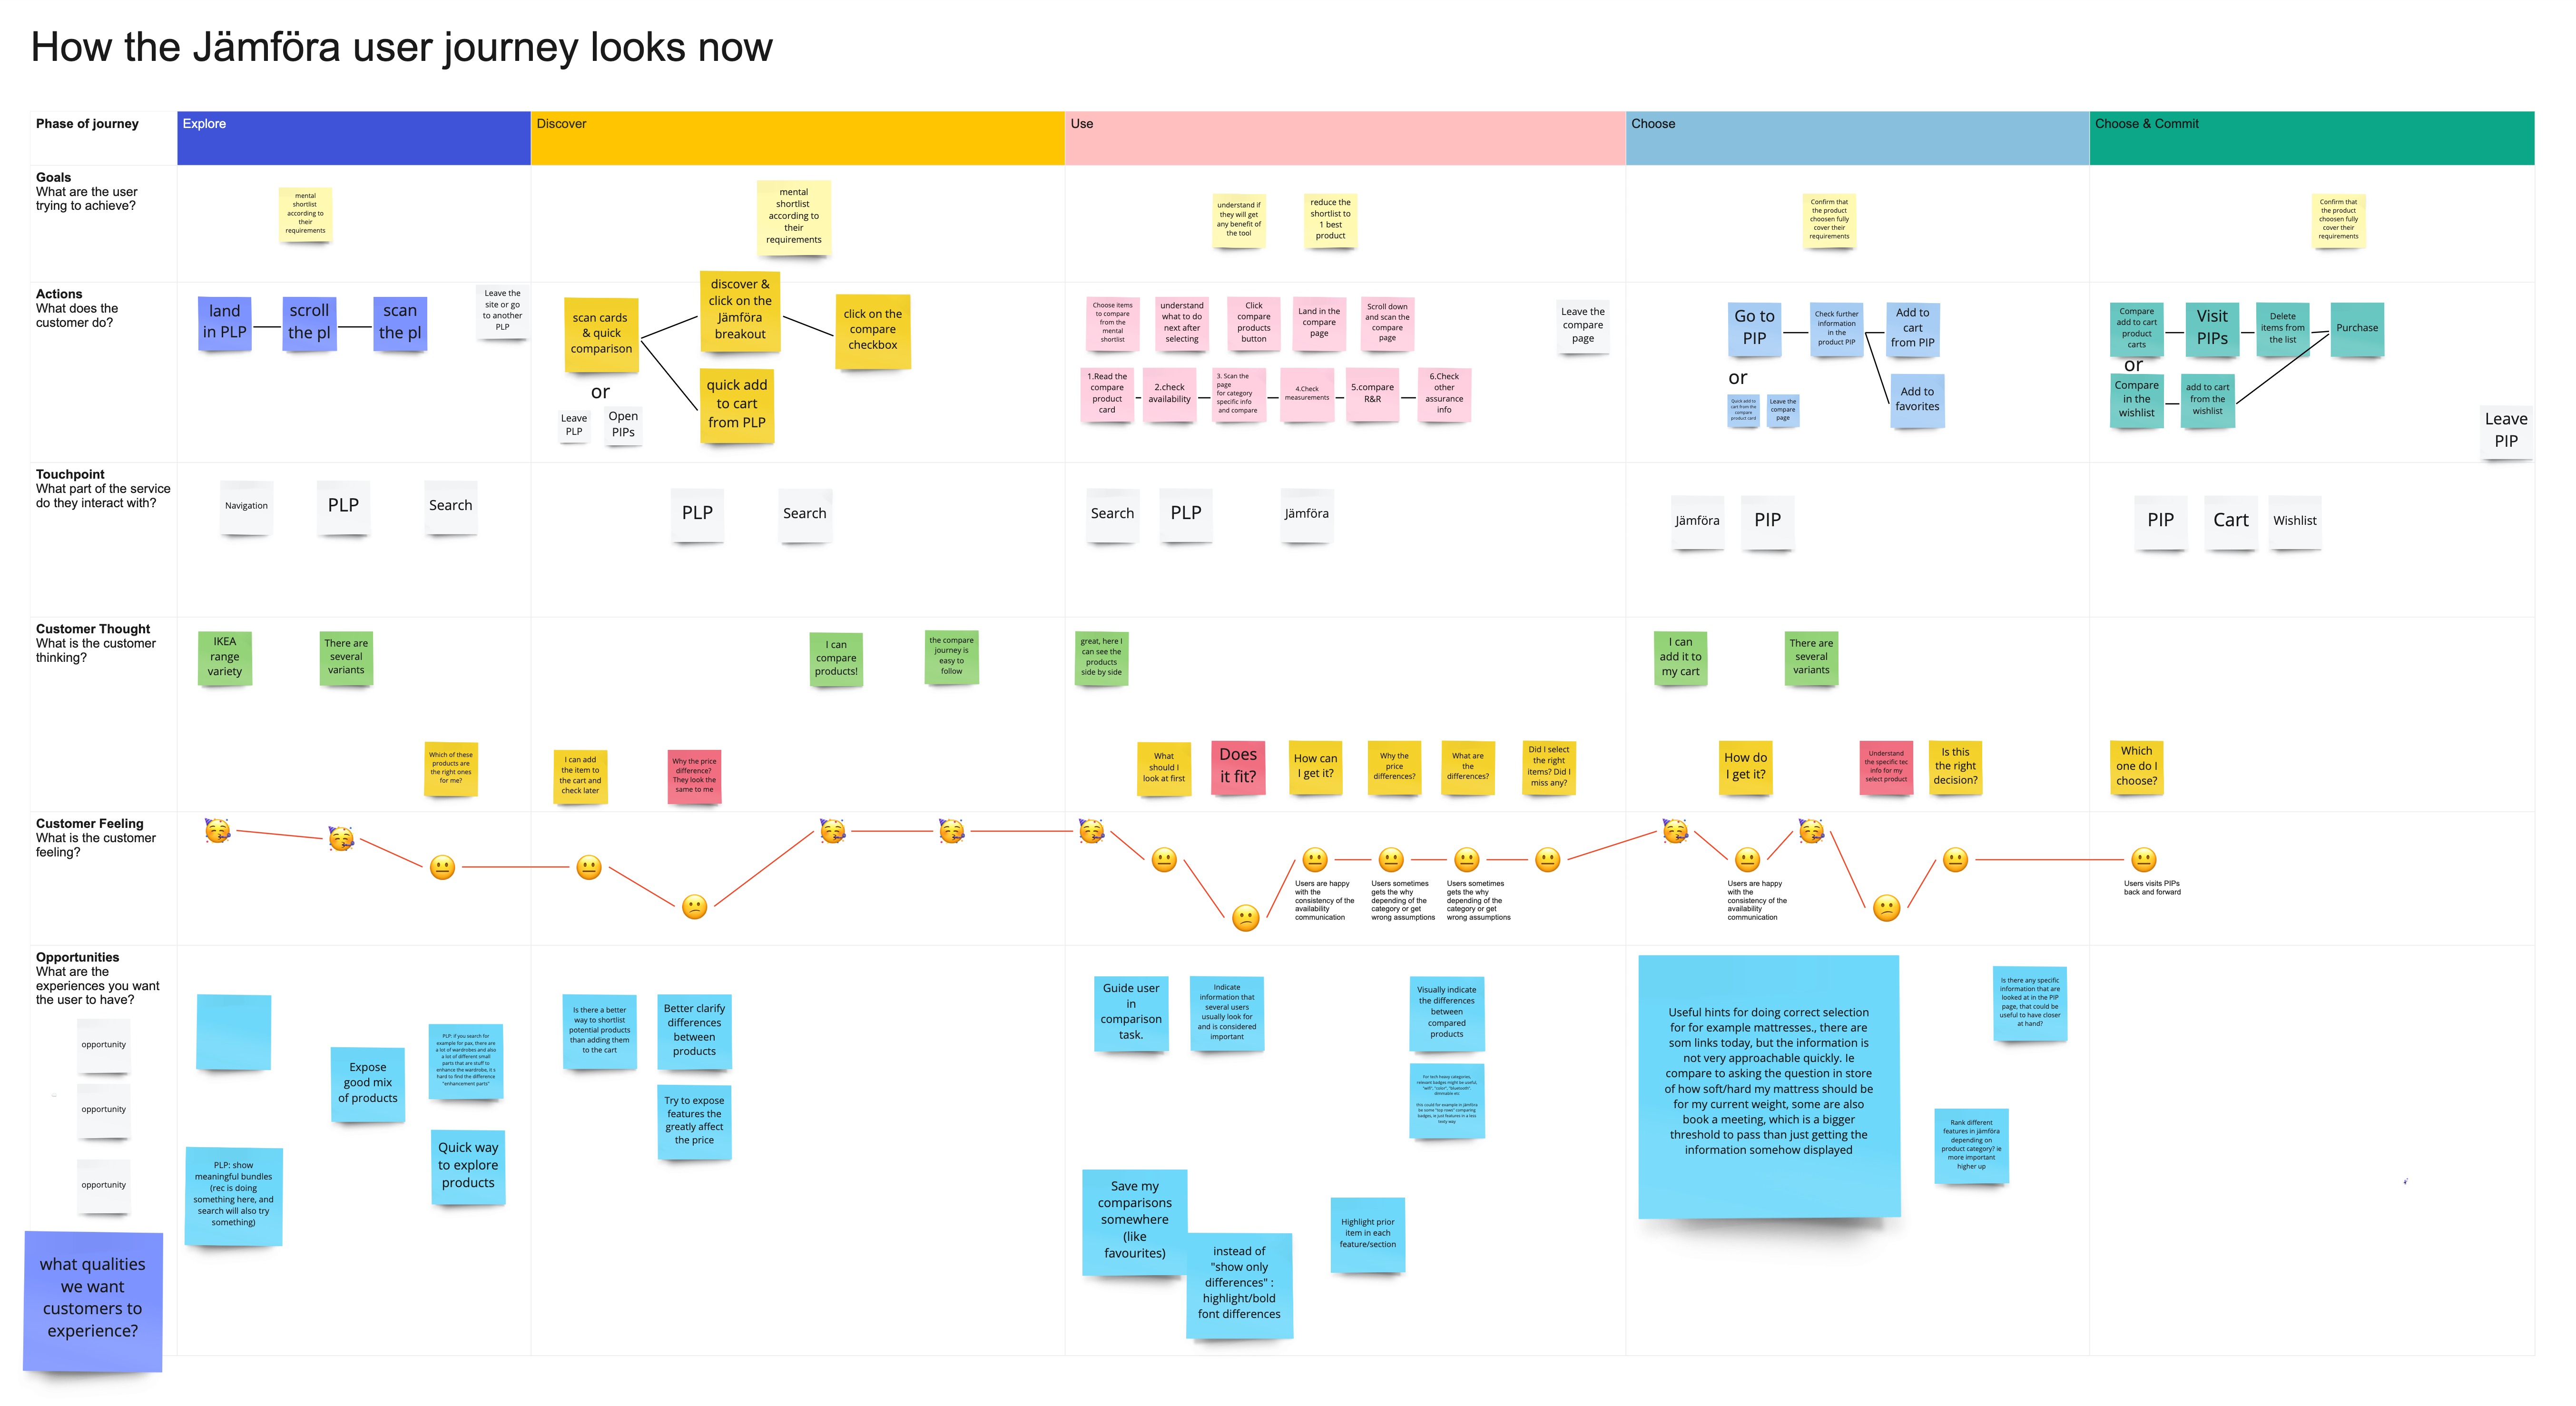 How the Jämföra user journey looks now
Phase of journey
Explore
Discover
Use
Choose
Choose & Commit
Goals
What are the user
trying to achieve?
mental
shortlist
according to
their
requirements
mental
shortlist
according to
their
requirements
understand if
they will get
any benefit of
the tool
reduce the
shortlist to
1 best
product
Confirm that
the product
choosen fully
cover their
requirements
Confirm that
the product
choosen fully
cover their
requirements
Actions
What does the
customer do?
land
in PLP
scroll
the pl
scan
the pl
Leave the
site or go
to another
PLP
scan cards
& quick
comparison
or
Leave
PLP
Open
PIPs
discover &
click on the
Jämföra
breakout
quick add
to cart
from PLP
click on the
compare
checkbox
Choose items
to compare
from the
mental
shortlist
understand
what to do
next after
selecting
Click
compare
products
button
Land in the
compare
page
Scroll down
and scan the
compare
page
Leave the
compare
page
1.Read the
compare
product
card
2.check
availability
3. Scan the
page
for category
specific info
and compare
4.Check
measurements
5.compare
R&R
6.Check
other
assurance
info
Go to
PIP
Check further
information
in the
product PIP
Add to
cart
from PIP
or
Quick add to
cart from the
compare
product card
Leave the
compare
page
Add to
favorites
Compare
add to cart
product
carts
Visit
PIPs
Delete
items from
the list
Purchase
or
Compare
in the
wishlist
add to cart
from the
wishlist
Leave
PIP
Touchpoint
What part of the service
do they interact with?
Navigation
PLP
Search
PLP
Search
Search
PLP
Jämföra
Jämföra
PIP
PIP
Cart
Wishlist
Customer Thought
What is the customer
thinking?
IKEA
range
variety
There are
several
variants
I can
compare
products!
the compare
journey is
easy to
follow
great, here I
can see the
products
side by side
I can
add it to
my cart
There are
several
variants
Which of these
products are
the right ones
for me?
I can add
the item to
the cart and
check later
Why the price
difference?
They look the
same to me
What
should I
look at first
Does
it fit?
How can
I get it?
Why the
price
differences?
What are
the
differences?
Did I select
the right
items? Did I
miss any?
How do
I get it?
Understand
the specific tec
info for my
select product
Is this
the right
decision?
Which
one do I
choose?
Customer Feeling
What is the customer
feeling?
Users are happy
with the
consistency of the
availability
communication
Users sometimes
gets the why
depending of the
category or get
wrong assumptions
Users sometimes
gets the why
depending of the
category or get
wrong assumptions
Users are happy
with the
consistency of the
availability
communication
Users visits PIPs
back and forward
Opportunities
What are the
experiences you want
the user to have?
opportunity
opportunity
opportunity
what qualities
we want
customers to
experience?
Expose
good mix
of products
PLP: if you search for
example for pax, there are
a lot of wardrobes and also
a lot of different small
parts that are stuff to
enhance the wardrobe, it s
hard to find the difference
"enhancement parts"
PLP: show
meaningful bundles
(rec is doing
something here, and
search will also try
something)
Quick way
to explore
products
Is there a better
way to shortlist
potential products
than adding them
to the cart
Better clarify
differences
between
products
Try to expose
features the
greatly affect
the price
Guide user
in
comparison
task.
Indicate
information that
several users
usually look for
and is considered
important
Visually indicate
the differences
between
compared
products
For tech heavy categories,
relevant badges might be useful,
"wifi", "color", "bluetooth"
dimmable etc
this could for example in jämföra
be some "top rows" comparing
badges, ie just features in a less
texty way
Save my
comparisons
somewhere
(like
favourites)
instead of
"show only
differences" :
highlight/bold
font differences
Highlight prior
item in each
feature/section
Useful hints for doing correct selection
for for example mattresses., there are
som links today, but the information is
not very approachable quickly. Ie
compare to asking the question in store
of how soft/hard my mattress should be
for my current weight, some are also
book a meeting, which is a bigger
threshold to pass than just getting the
information somehow displayed
Is there any specific
information that are
looked at in the PIP
page, that could be
useful to have closer
at hand?
Rank different
features in jämföra
depending on
product category? ie
more important
higher up